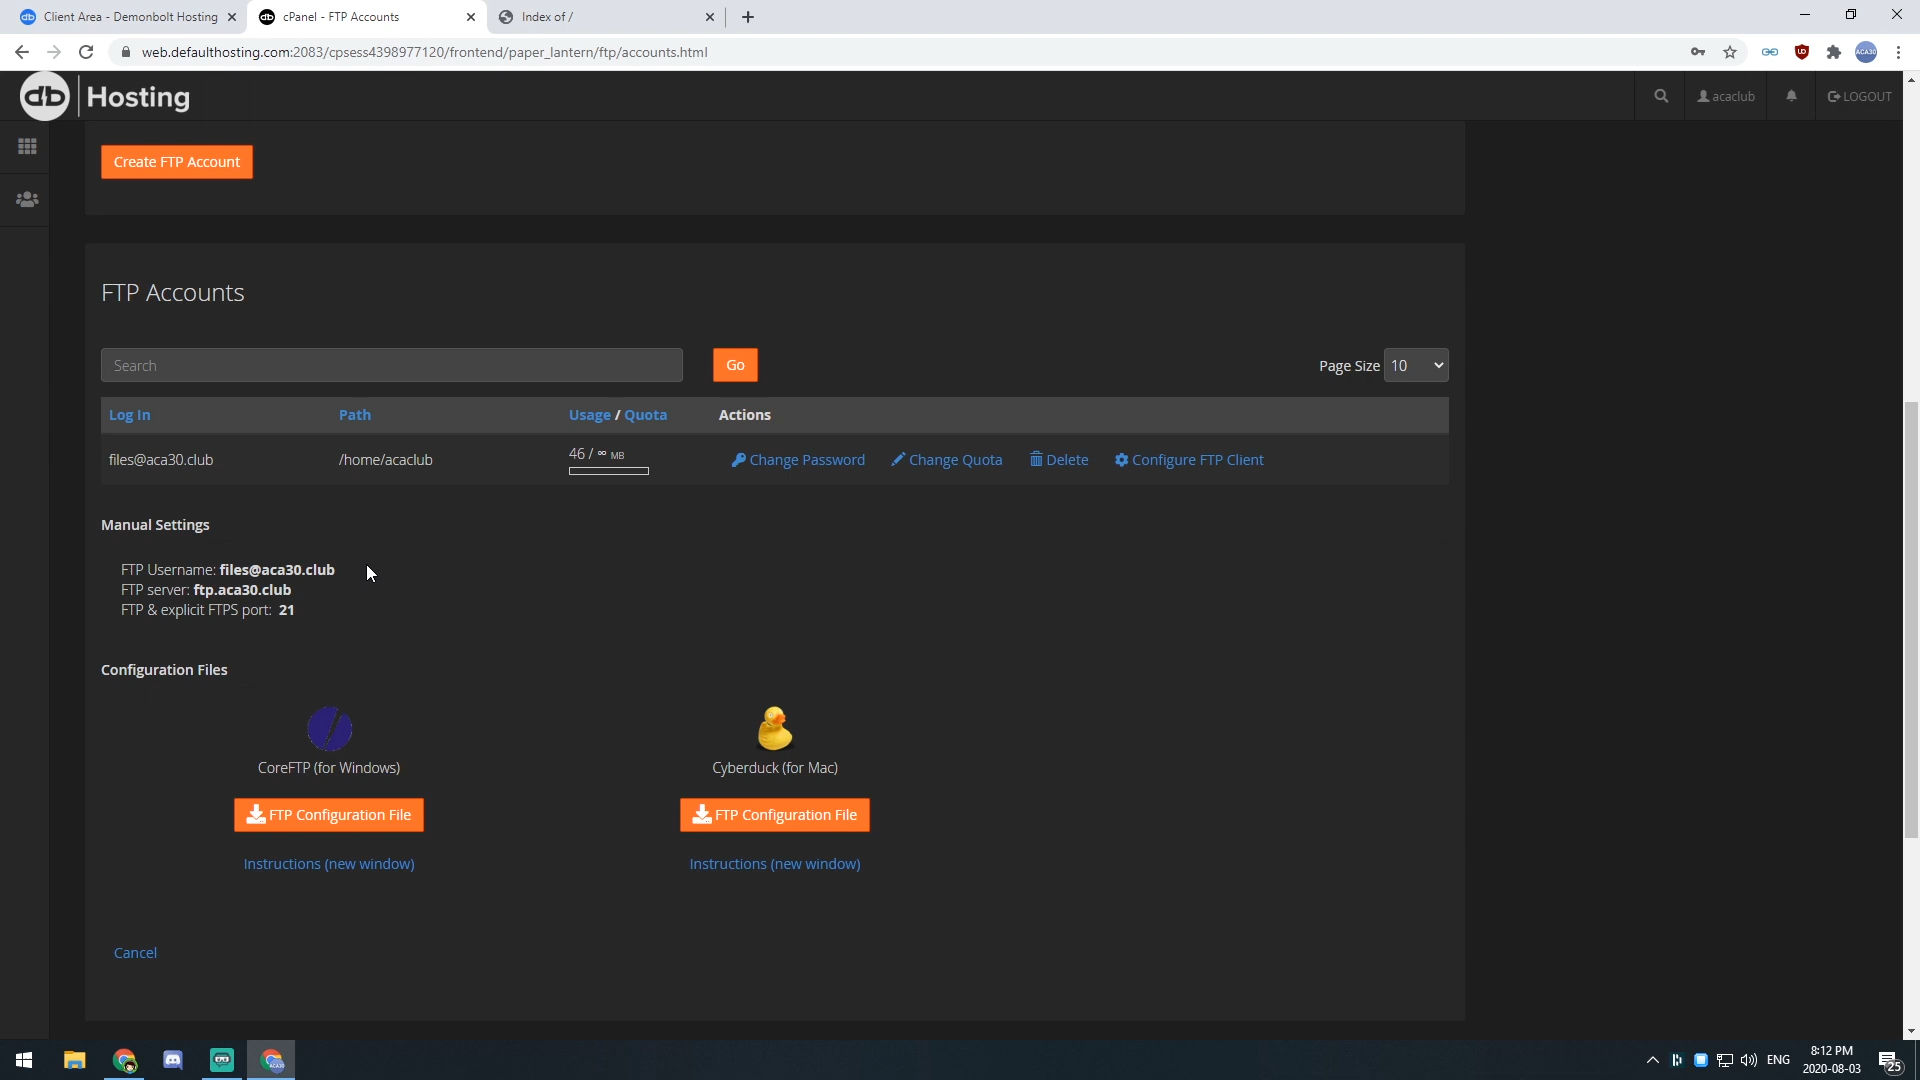 Client Area - Demonbolt Hosting
cPanel - FTP Accounts
Index of /
web.defaulthosting.com:2083/cpsess4398977120/frontend/paper_lantern/ftp/accounts.html
ACA30
db Hosting
acaclub
LOGOUT
Create FTP Account
FTP Accounts
Search
Go
Page Size 10
Log In Path Usage / Quota Actions
files@aca30.club /home/acaclub 46 / ∞ MB Change Password Change Quota Delete Configure FTP Client
Manual Settings
FTP Username: files@aca30.club
FTP server: ftp.aca30.club
FTP & explicit FTPS port: 21
Configuration Files
CoreFTP (for Windows) Cyberduck (for Mac)
FTP Configuration File FTP Configuration File
Instructions (new window) Instructions (new window)
Cancel
ENG
8:12 PM
2020-08-03
25